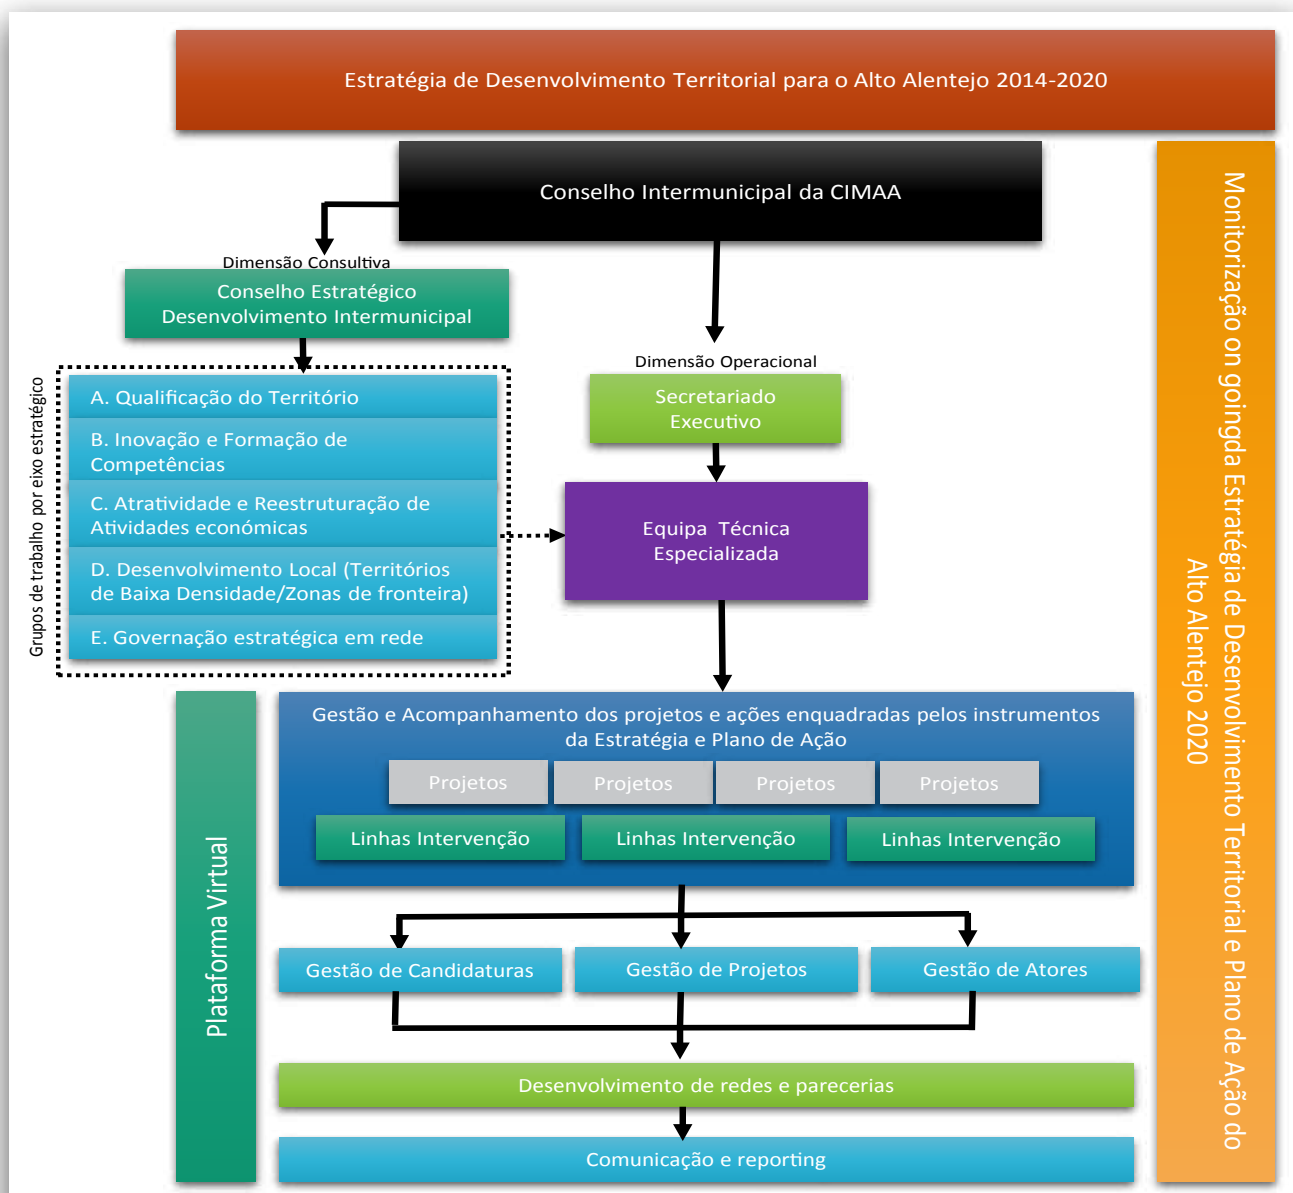 Estratégia de Desenvolvimento Territorial para o Alto Alentejo 2014-2020
Conselho Intermunicipal da CIMAA
Dimensão Consultiva
Conselho Estratégico
Desenvolvimento Intermunicipal
Grupos de trabalho por eixo estratégico
A. Qualificação do Território
B. Inovação e Formação de
Competências
C. Atratividade e Reestruturação de
Atividades económicas
D. Desenvolvimento Local (Territórios
de Baixa Densidade/Zonas de fronteira)
E. Governação estratégica em rede
Dimensão Operacional
Secretariado
Executivo
Equipa Técnica
Especializada
Plataforma Virtual
Gestão e Acompanhamento dos projetos e ações enquadradas pelos instrumentos
da Estratégia e Plano de Ação
Projetos
Projetos
Projetos
Projetos
Linhas Intervenção
Linhas Intervenção
Linhas Intervenção
Gestão de Candidaturas
Gestão de Projetos
Gestão de Atores
Desenvolvimento de redes e parecerias
Comunicação e reporting
Monitorização on goingda Estratégia de Desenvolvimento Territorial e Plano de Ação do
Alto Alentejo 2020